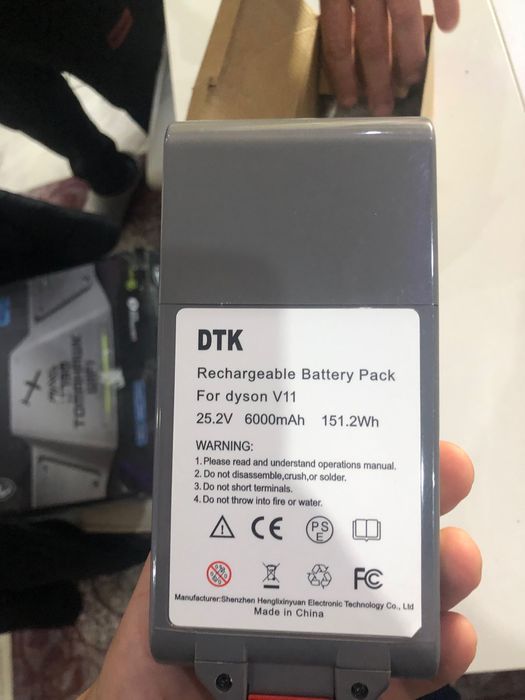 DTK
Rechargeable Battery Pack
For dyson V11
25.2V 6000mAh 151.2Wh
WARNING:
1. Please read and understand operations manual.
2. Do not disassemble,crush,or solder.
3. Do not short terminals.
4. Do not throw into fire or water.
CE
PS
E
FC
Manufacturer:Shenzhen Henglixinyuan Electronic Technology Co., Ltd
Made in China